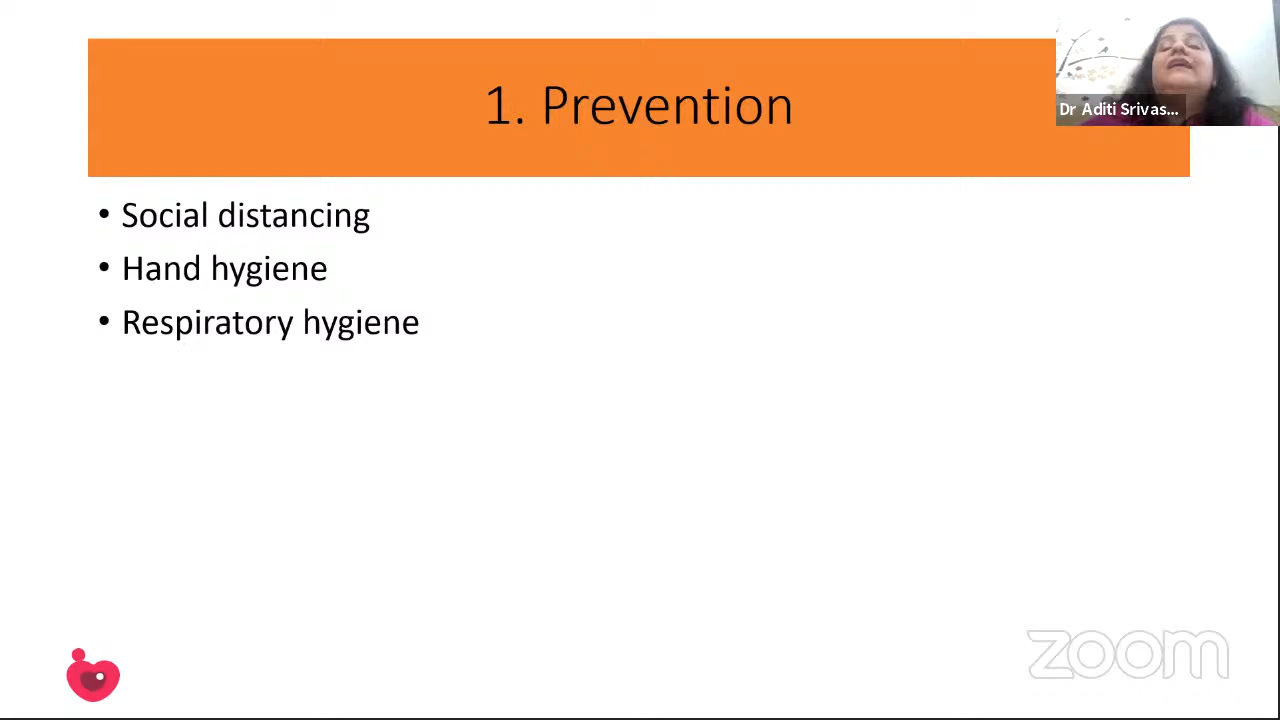 1. Prevention
Dr Aditi Srivas...
• Social distancing
• Hand hygiene
• Respiratory hygiene
zoom